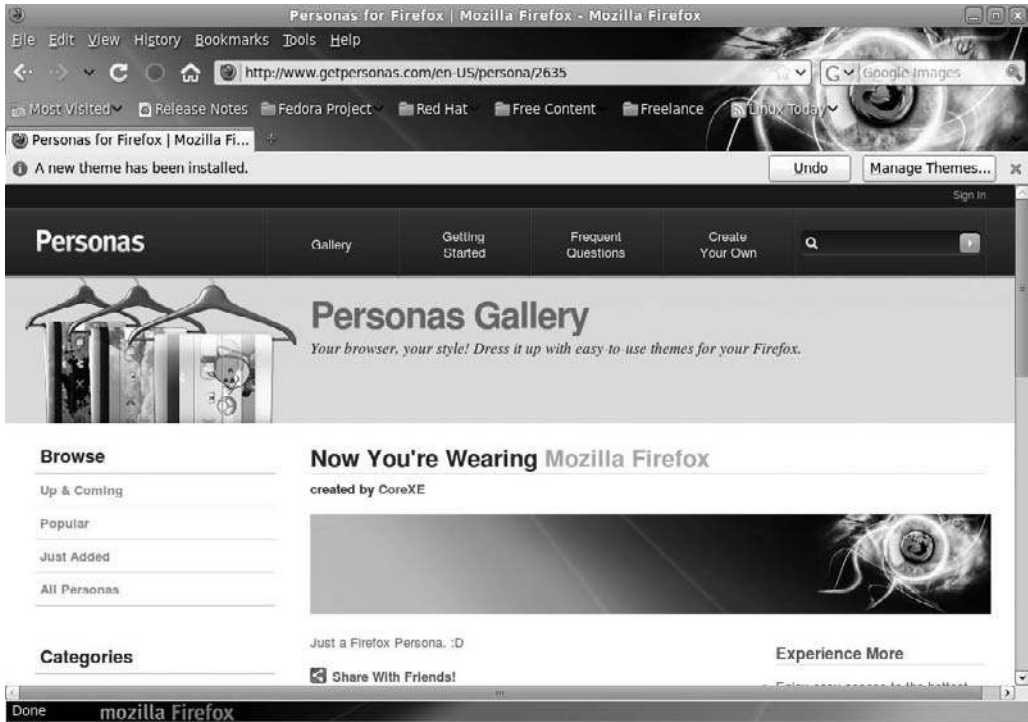 Personas for Firefox | Mozilla Firefox - Mozilla Firefox
File Edit View History Bookmarks Tools Help
http://www.getpersonas.com/en-US/persona/2635
G Google Images
Most Visited Release Notes Fedora Project Red Hat Free Content Freelance Linux Today
Personas for Firefox | Mozilla Fi...
A new theme has been installed. Undo Manage Themes...
Sign In
Personas Gallery Getting Started Frequent Questions Create Your Own
Personas Gallery
Your browser, your style! Dress it up with easy-to-use themes for your Firefox.
Browse
Up & Coming
Popular
Just Added
All Personas
Categories
Now You're Wearing Mozilla Firefox
created by CoreXE
Just a Firefox Persona. :D
Share With Friends!
Experience More
Done mozilla Firefox